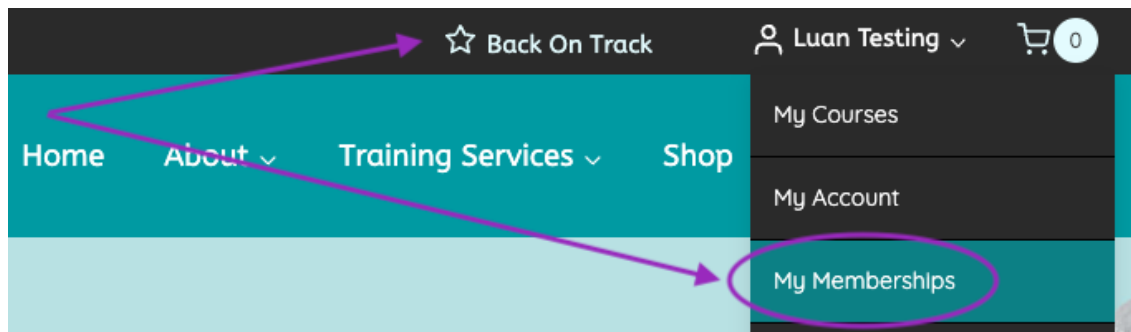 Back On Track
Luan Testing
0
Home
About
Training Services
Shop
My Courses
My Account
My Memberships